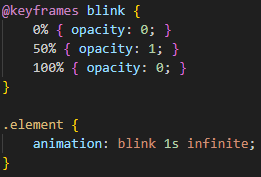 @keyframes blink {
    0% { opacity: 0; }
    50% { opacity: 1; }
    100% { opacity: 0; }
}

.element {
    animation: blink 1s infinite;
}